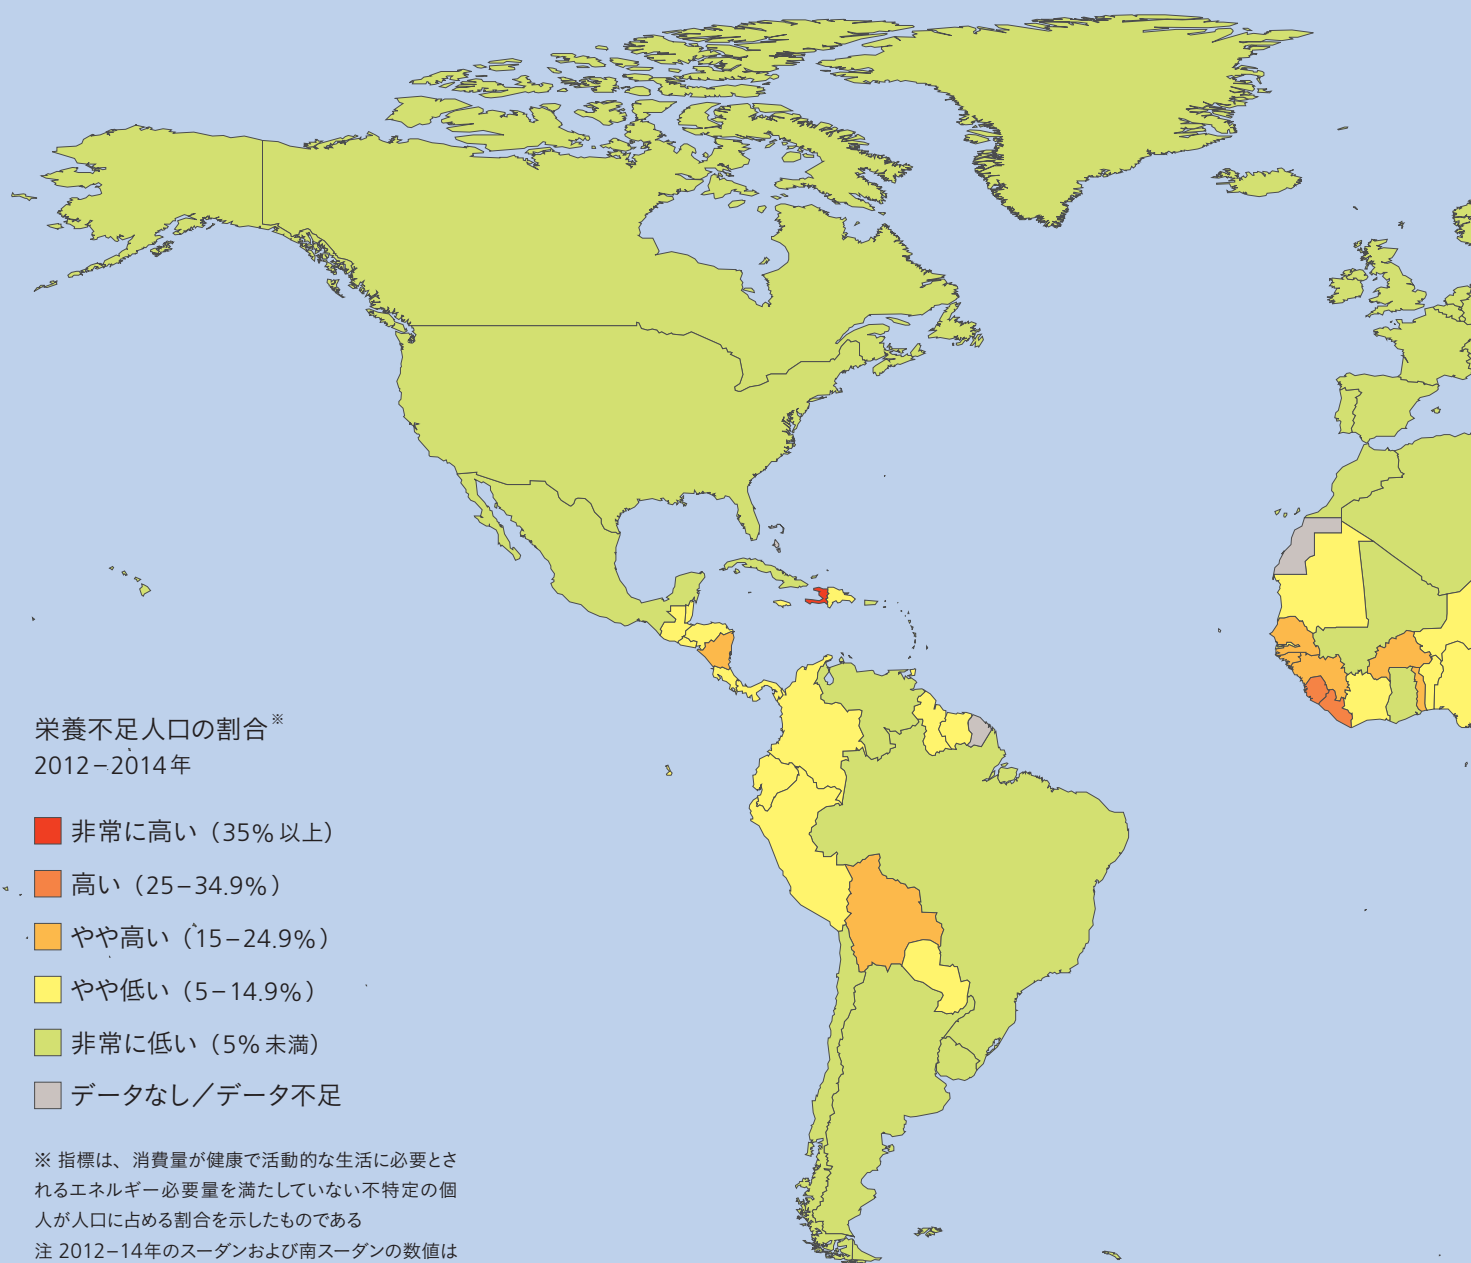 栄養不足人口の割合※
2012–2014年
非常に高い（35%以上）
高い（25–34.9%）
やや高い（15–24.9%）
やや低い（5–14.9%）
非常に低い（5%未満）
データなし／データ不足
※ 指標は、消費量が健康で活動的な生活に必要とさ
れるエネルギー必要量を満たしていない不特定の個
人が人口に占める割合を示したものである
注 2012–14年のスーダンおよび南スーダンの数値は